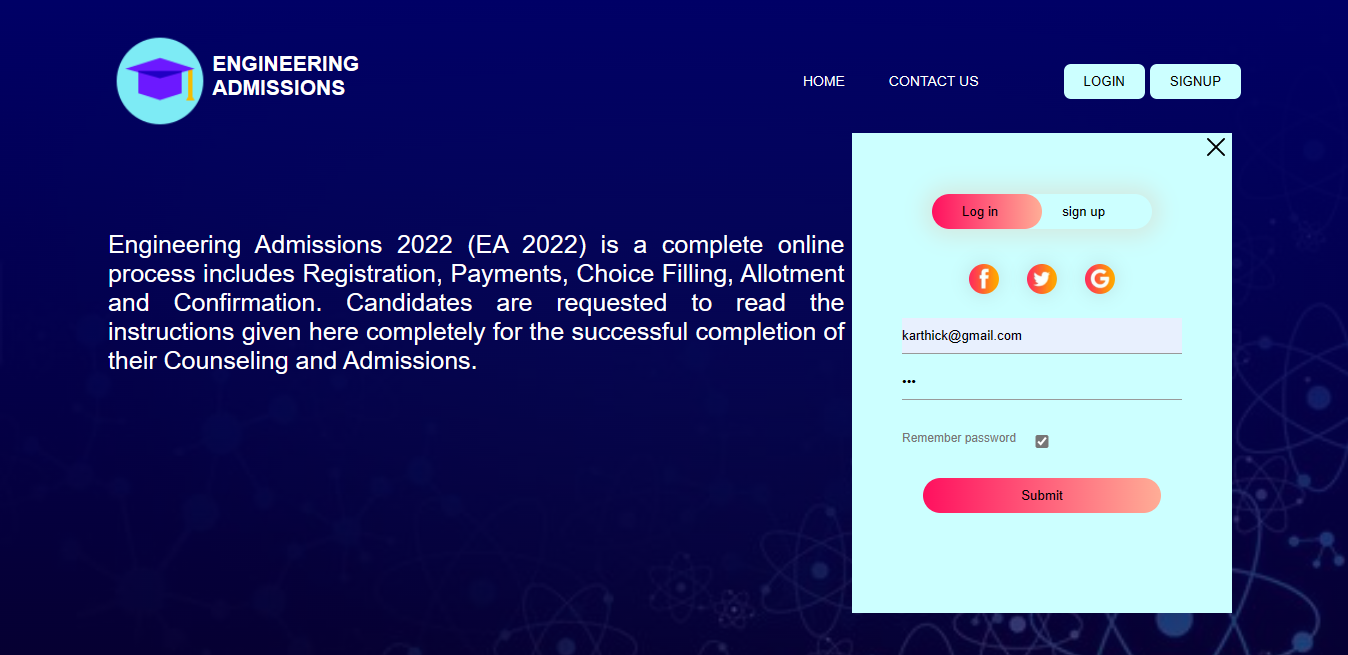 ENGINEERING
ADMISSIONS
HOME
CONTACT US
LOGIN
SIGNUP
Log in
sign up
Engineering Admissions 2022 (EA 2022) is a complete online
process includes Registration, Payments, Choice Filling, Allotment
and Confirmation. Candidates are requested to read the
instructions given here completely for the successful completion of
their Counseling and Admissions.
karthick@gmail.com
•••
Remember password
Submit